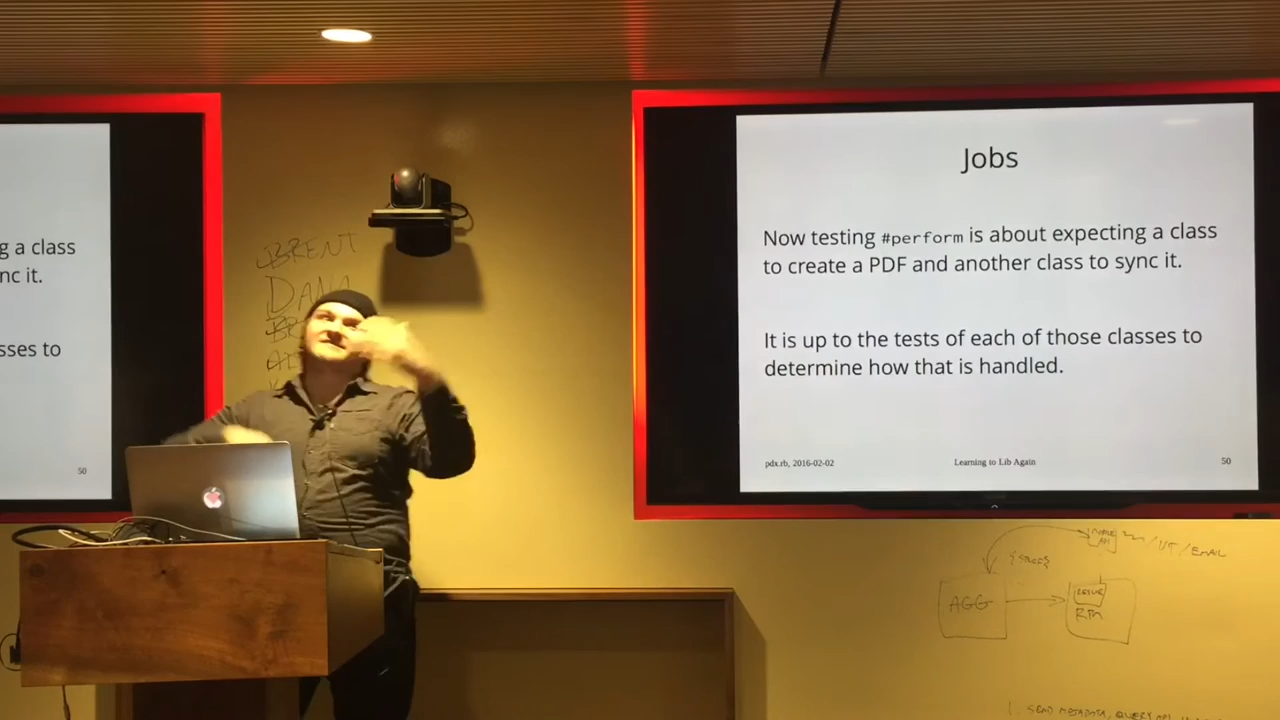 g a class
nc it.
sses to
50
BRENT
DANA
Jobs
Now testing #perform is about expecting a class
to create a PDF and another class to sync it.
It is up to the tests of each of those classes to
determine how that is handled.
pdx.rb, 2016-02-02
Learning to Lib Again
50
/ EMAIL
AGG